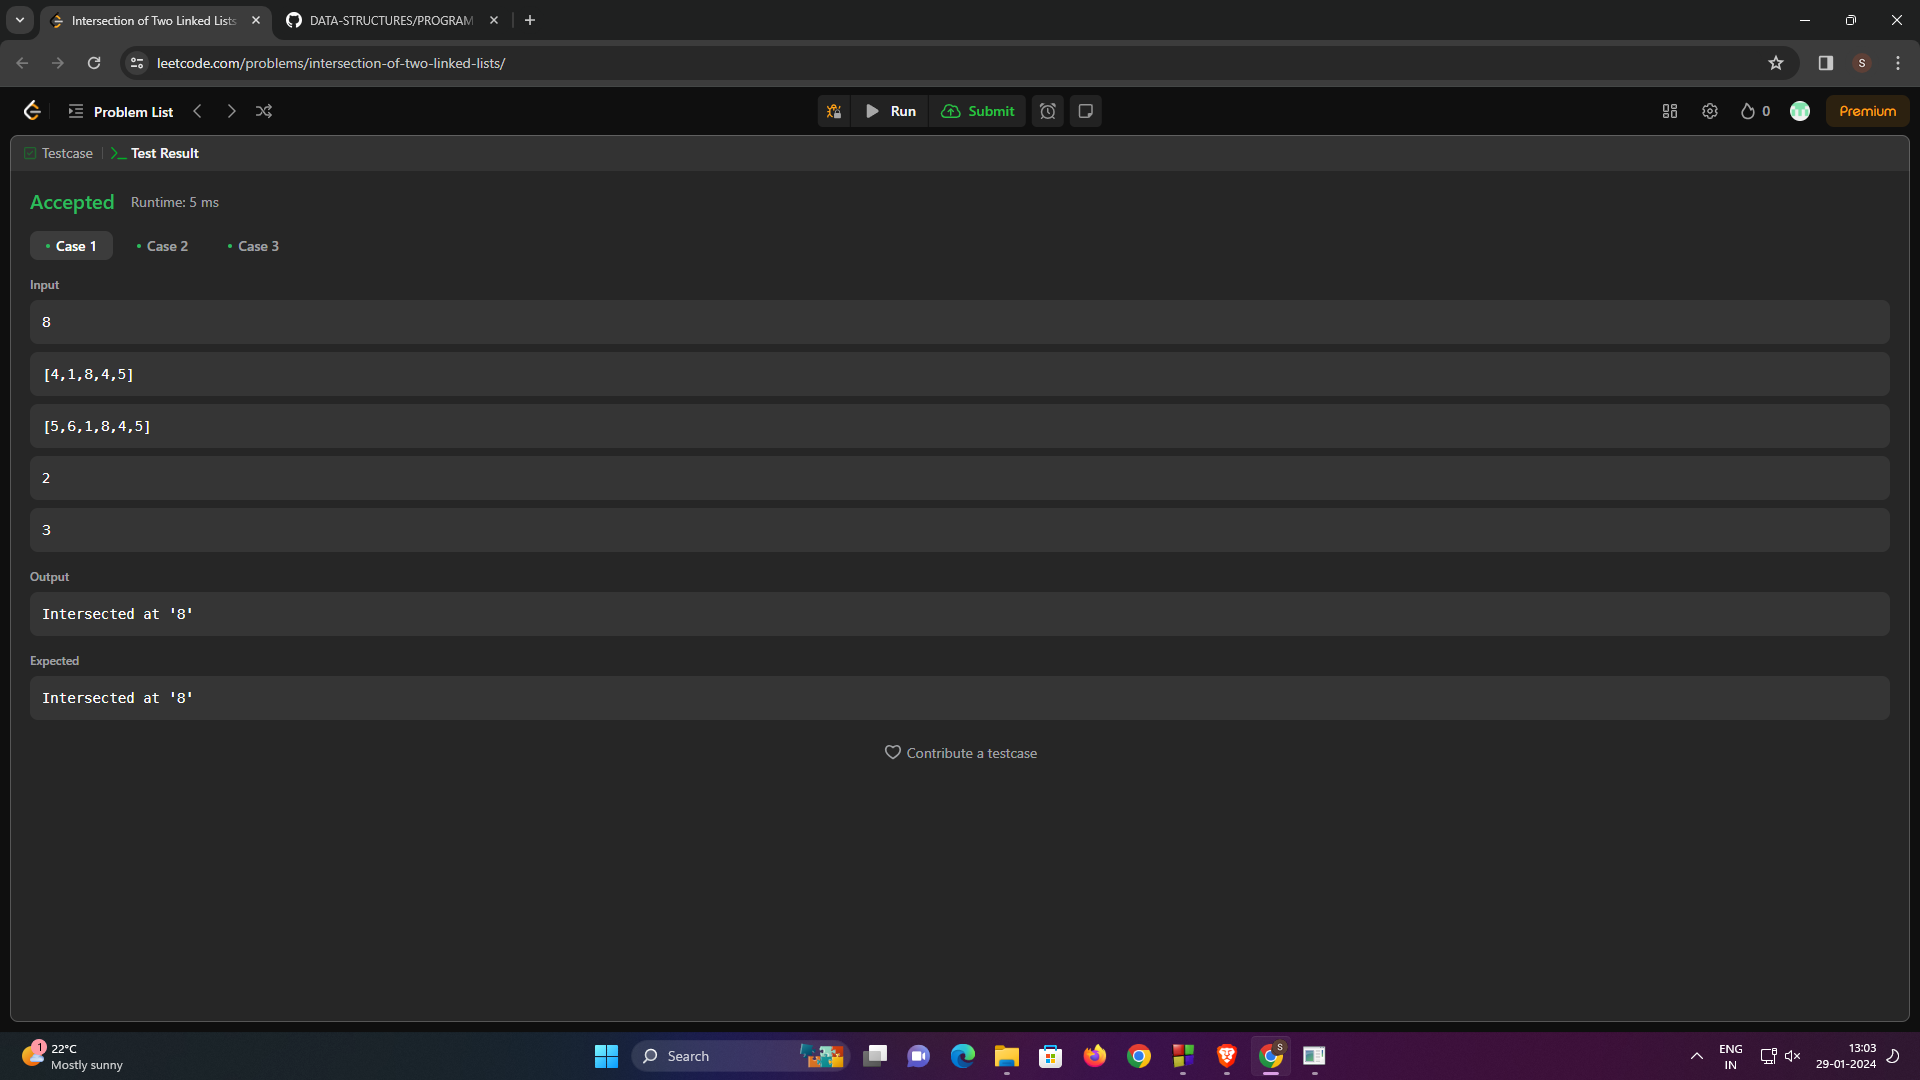 Intersection of Two Linked Lists
DATA-STRUCTURES/PROGRAM
leetcode.com/problems/intersection-of-two-linked-lists/
S
Problem List
Run
Submit
0
Premium
Testcase
Test Result
Accepted
Runtime: 5 ms
Case 1
Case 2
Case 3
Input
8
[4,1,8,4,5]
[5,6,1,8,4,5]
2
3
Output
Intersected at '8'
Expected
Intersected at '8'
Contribute a testcase
1
22°C
Mostly sunny
Search
S
ENG
IN
13:03
29-01-2024